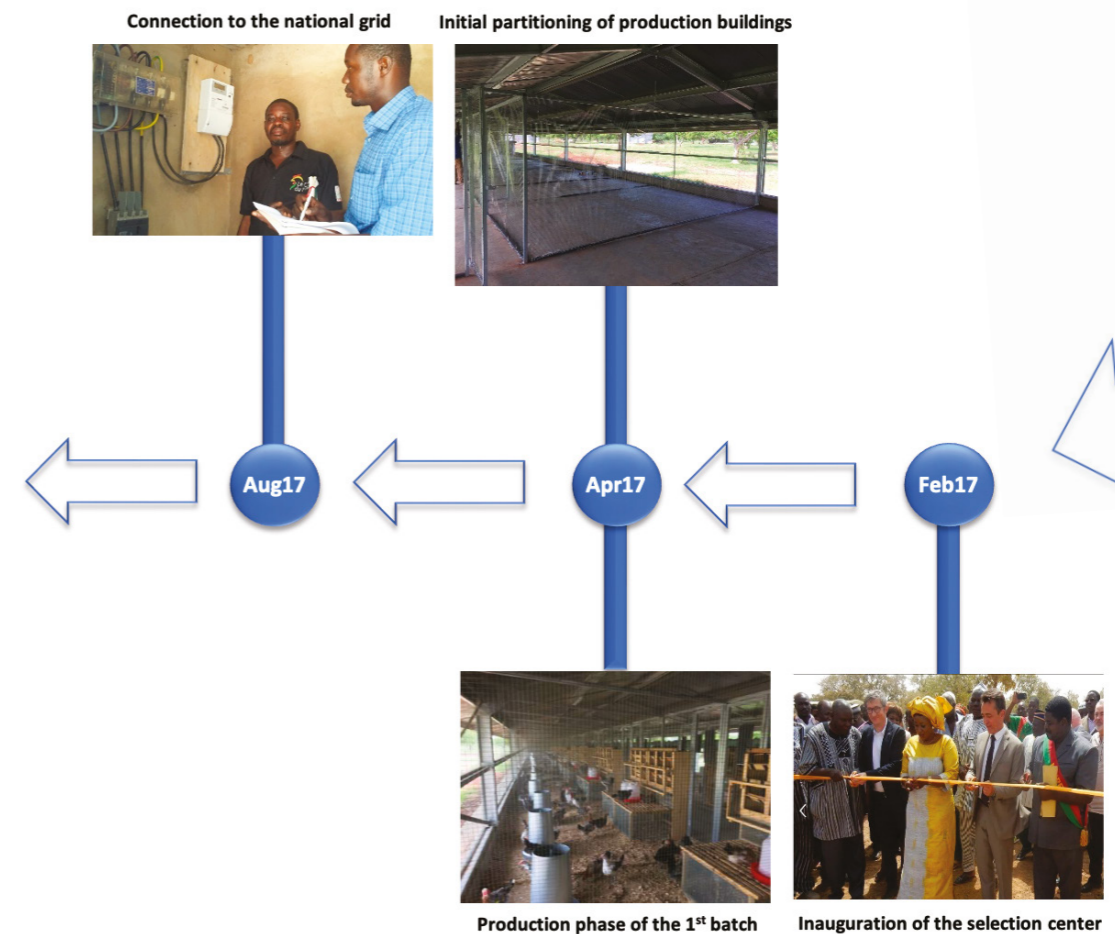 Connection to the national grid
Initial partitioning of production buildings
Aug17
Apr17
Feb17
Production phase of the 1st batch
Inauguration of the selection center